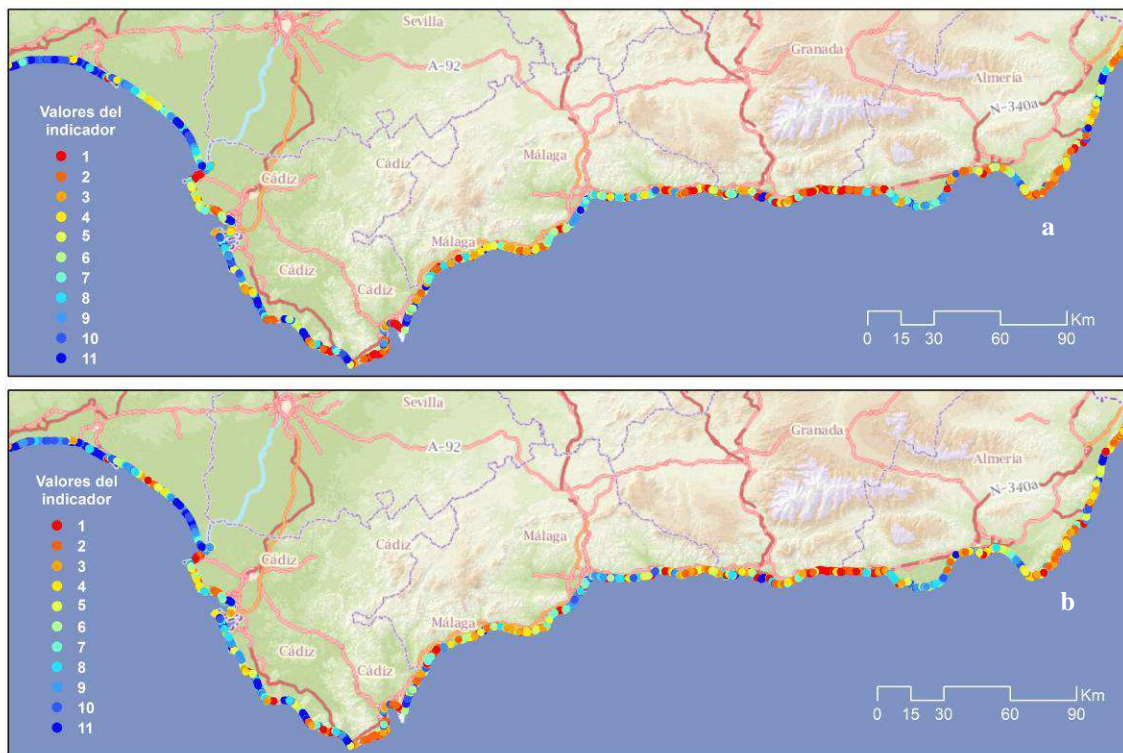 Sevilla
A-92
Granada
Almería
N-340a
Valores del
indicador
1
2
3
4
5
6
7
8
9
10
11
Cádiz
Málaga
Cádiz
Málaga
Cádiz
Cádiz
a
Km
0 15 30 60 90
Sevilla
A-92
Granada
Almería
N-340a
Valores del
indicador
1
2
3
4
5
6
7
8
9
10
11
Cádiz
Málaga
Cádiz
Málaga
Cádiz
Cádiz
b
Km
0 15 30 60 90